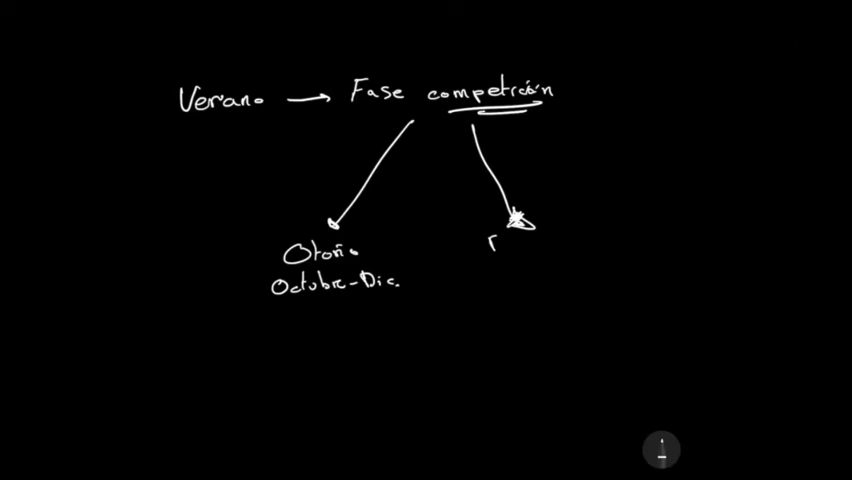 Verano → Fase competición
Otoño
Octubre-Dic.